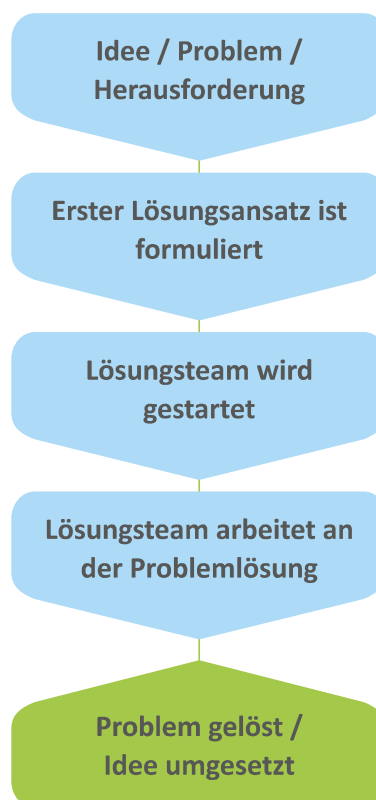 Idee / Problem /
Herausforderung
Erster Lösungsansatz ist
formuliert
Lösungsteam wird
gestartet
Lösungsteam arbeitet an
der Problemlösung
Problem gelöst /
Idee umgesetzt